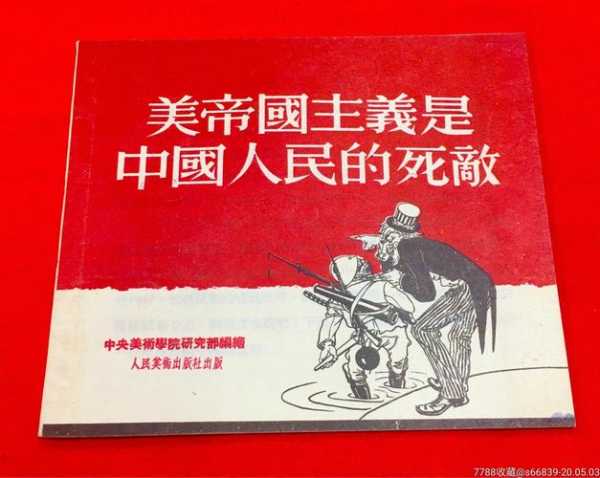 美帝國主義是
中國人民的死敵
中央美術學院研究部編繪
人民美術出版社出版
7788收藏@s66839-20.05.03